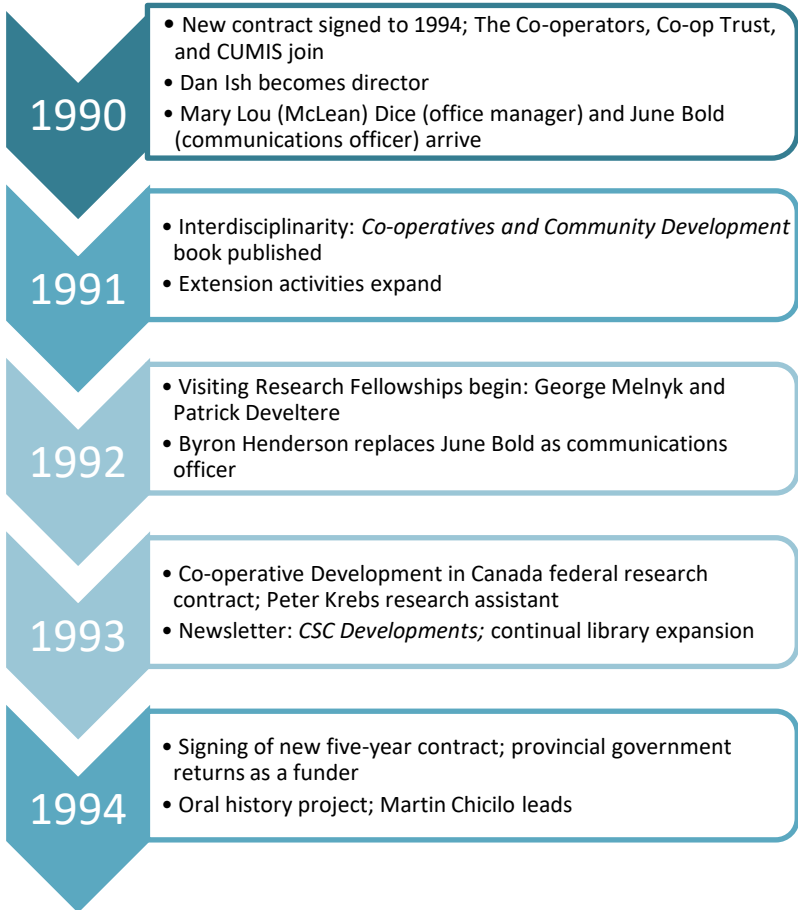 1990
• New contract signed to 1994; The Co-operators, Co-op Trust,
and CUMIS join
• Dan Ish becomes director
• Mary Lou (McLean) Dice (office manager) and June Bold
(communications officer) arrive
1991
• Interdisciplinarity: Co-operatives and Community Development
book published
• Extension activities expand
1992
• Visiting Research Fellowships begin: George Melnyk and
Patrick Develtere
• Byron Henderson replaces June Bold as communications
officer
1993
• Co-operative Development in Canada federal research
contract; Peter Krebs research assistant
• Newsletter: CSC Developments; continual library expansion
1994
• Signing of new five-year contract; provincial government
returns as a funder
• Oral history project; Martin Chicilo leads